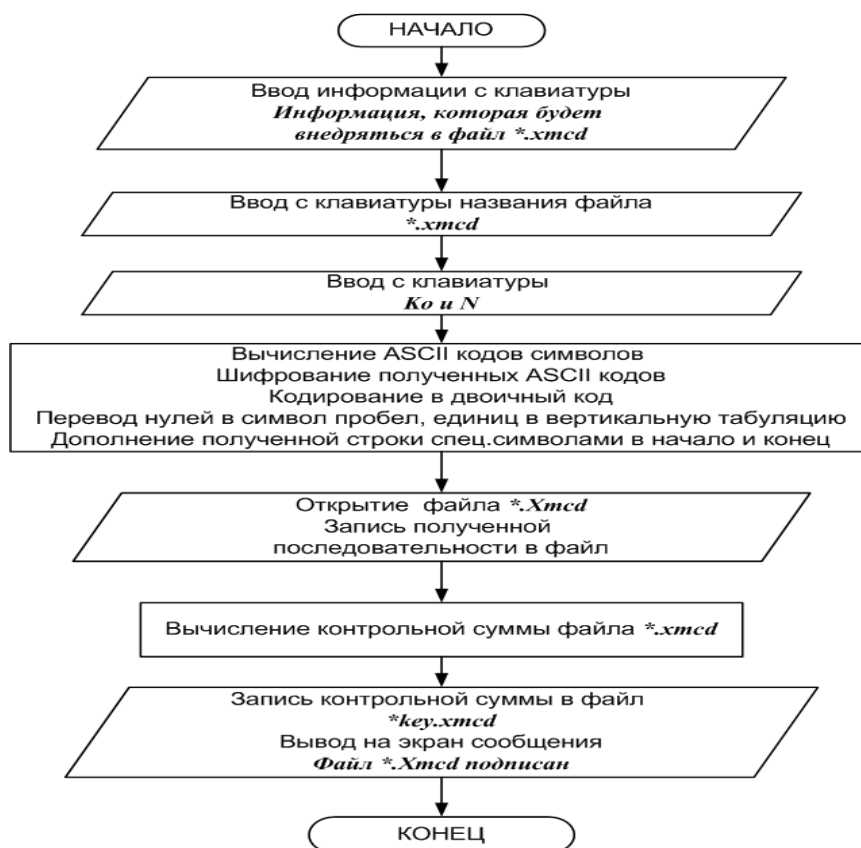 НАЧАЛО
Ввод информации с клавиатуры
Информация, которая будет
внедряться в файл *.xmcd
Ввод с клавиатуры названия файла
*.xmcd
Ввод с клавиатуры
Ко и N
Вычисление ASCII кодов символов
Шифрование полученных ASCII кодов
Кодирование в двоичный код
Перевод нулей в символ пробел, единиц в вертикальную табуляцию
Дополнение полученной строки спец.символами в начало и конец
Открытие файла *.Xmcd
Запись полученной
последовательности в файл
Вычисление контрольной суммы файла *.xmcd
Запись контрольной суммы в файл
*key.xmcd
Вывод на экран сообщения
Файл *.Xmcd подписан
КОНЕЦ